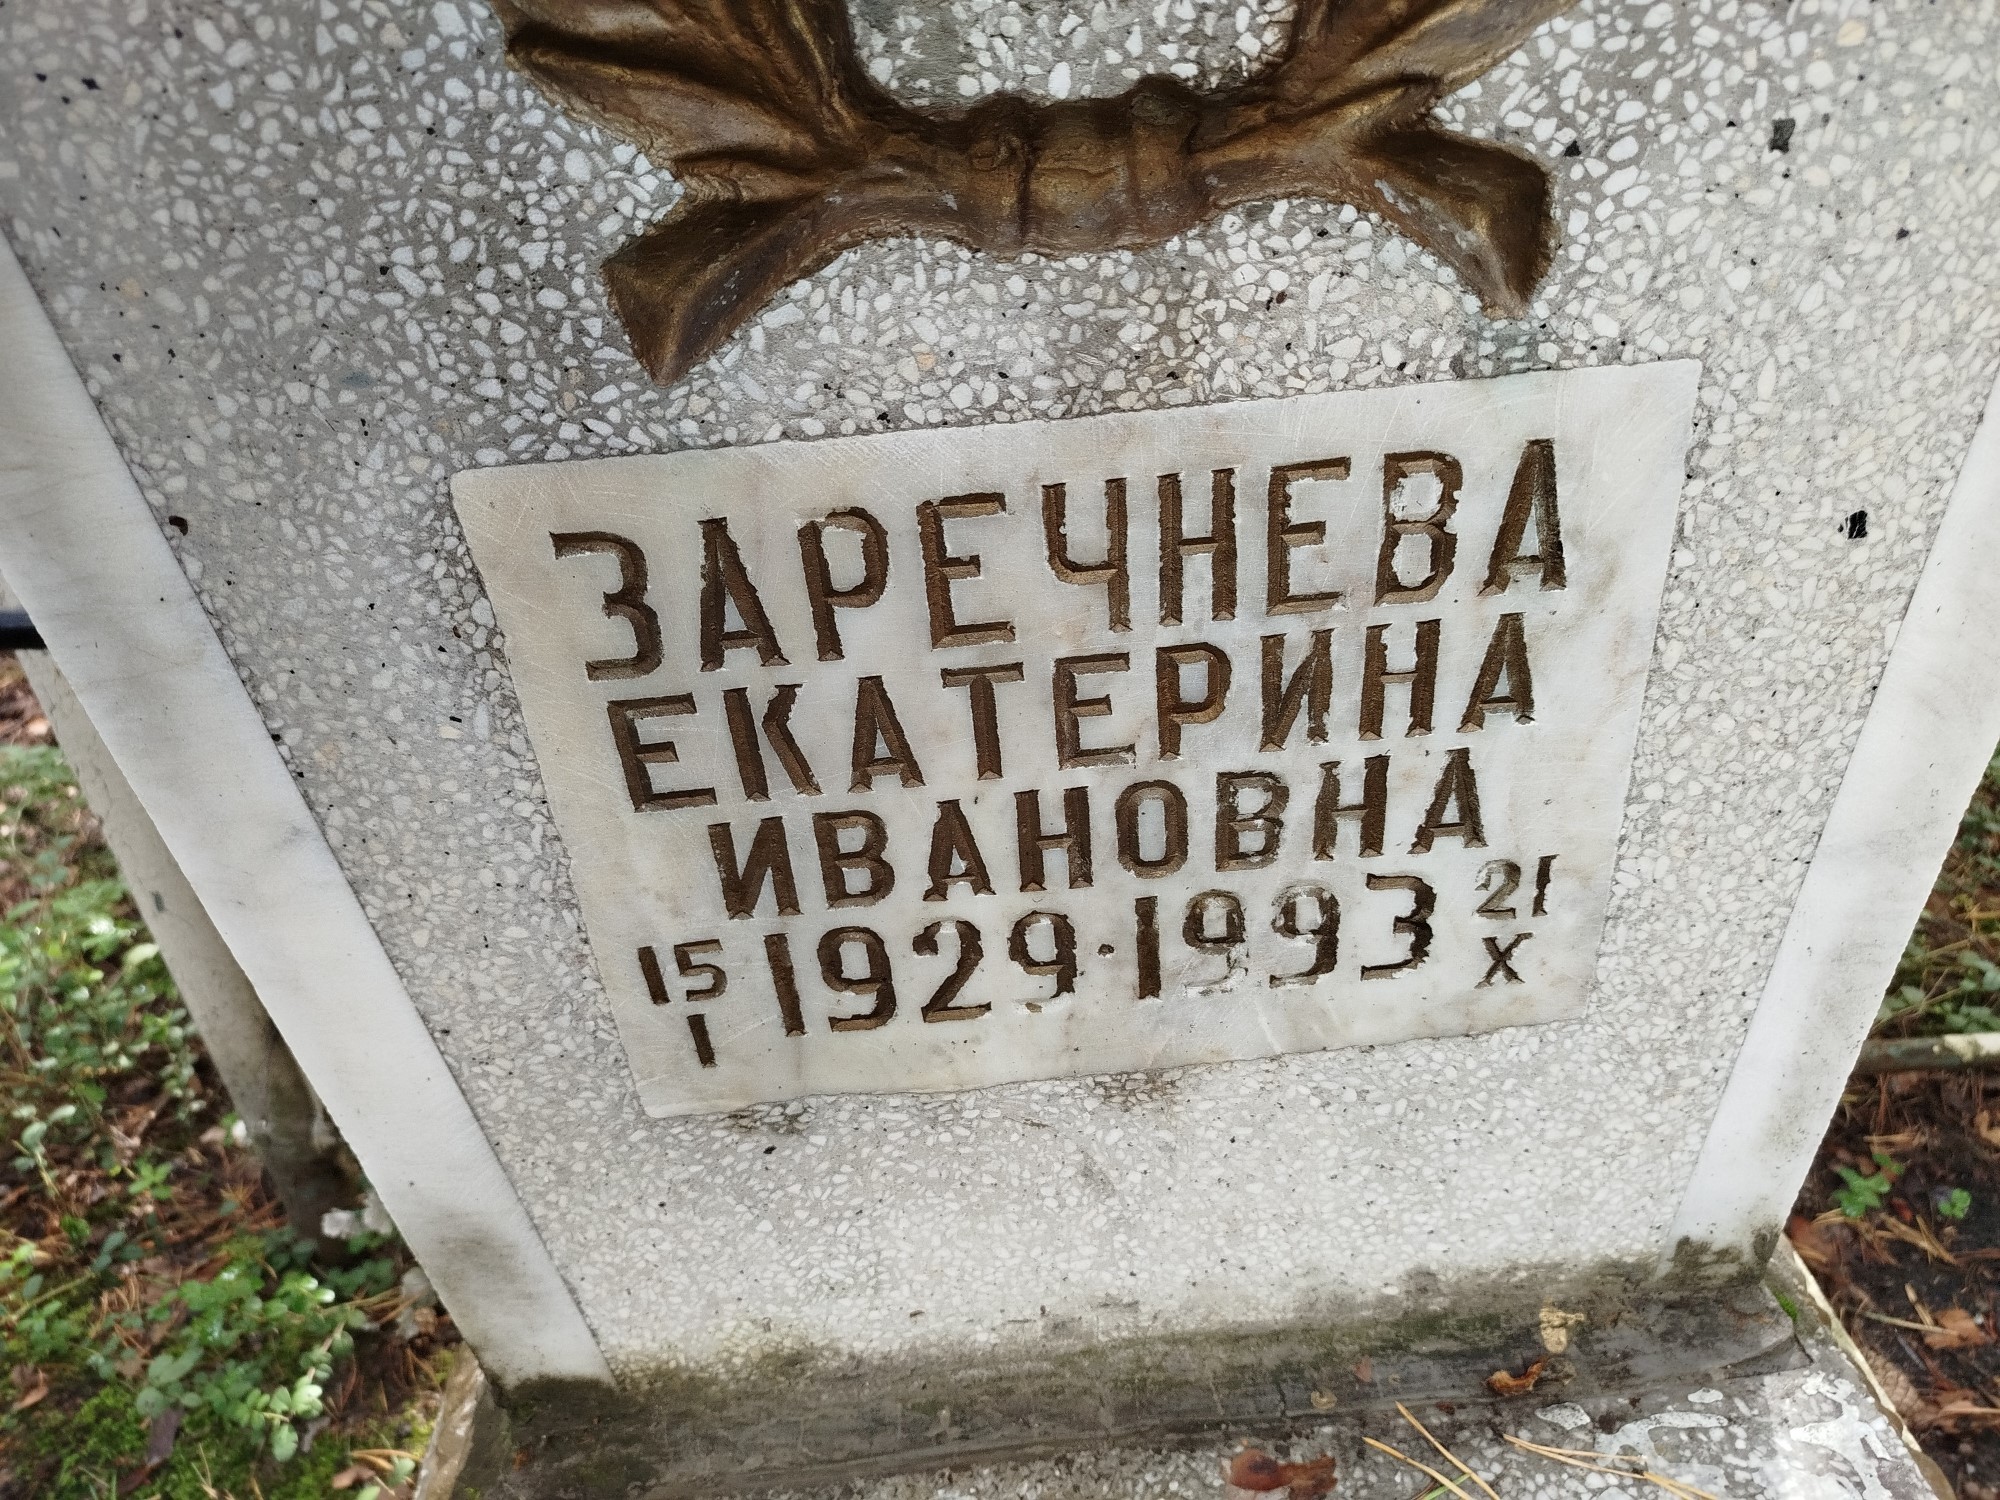 ЗАРЕЧНЕВА
ЕКАТЕРИНА
ИВАНОВНА
15 1929·1993 21
I X